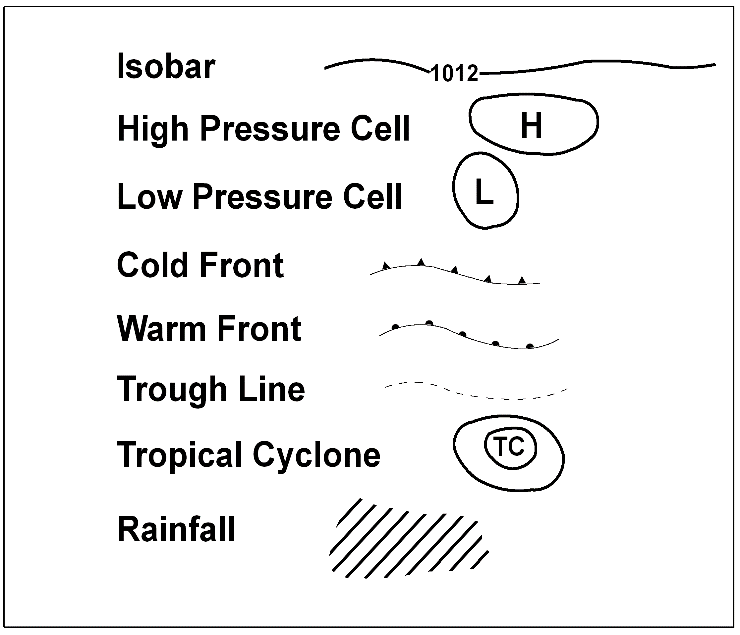 Isobar 1012
High Pressure Cell H
Low Pressure Cell L
Cold Front
Warm Front
Trough Line
Tropical Cyclone TC
Rainfall